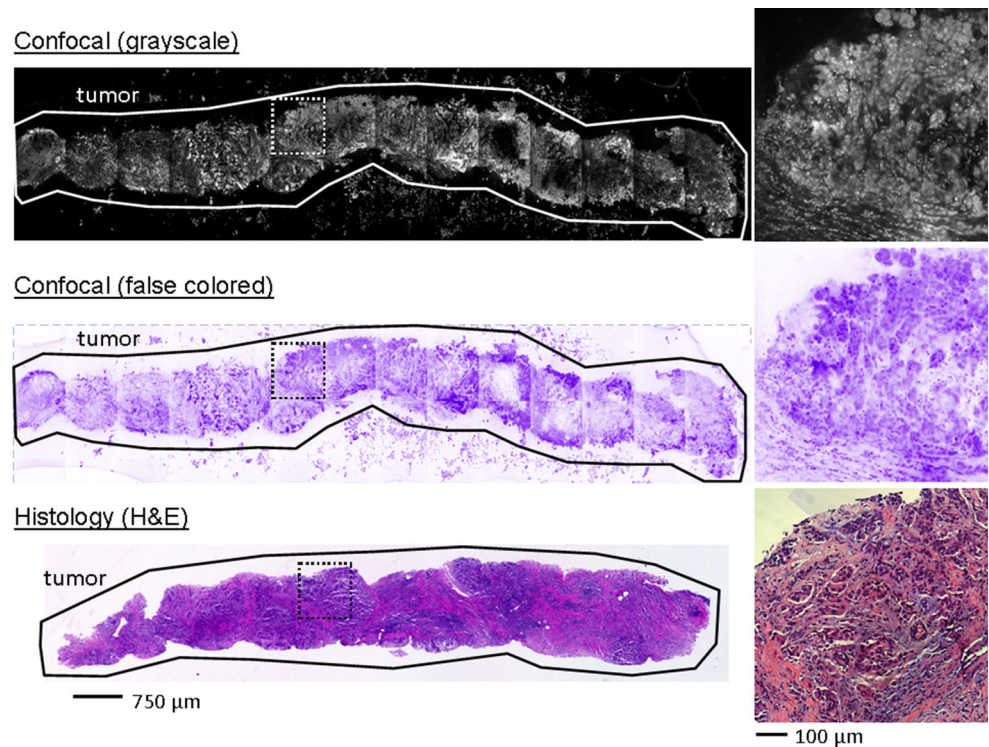 Confocal (grayscale)
tumor
Confocal (false colored)
tumor
Histology (H&E)
tumor
750 µm
100 µm